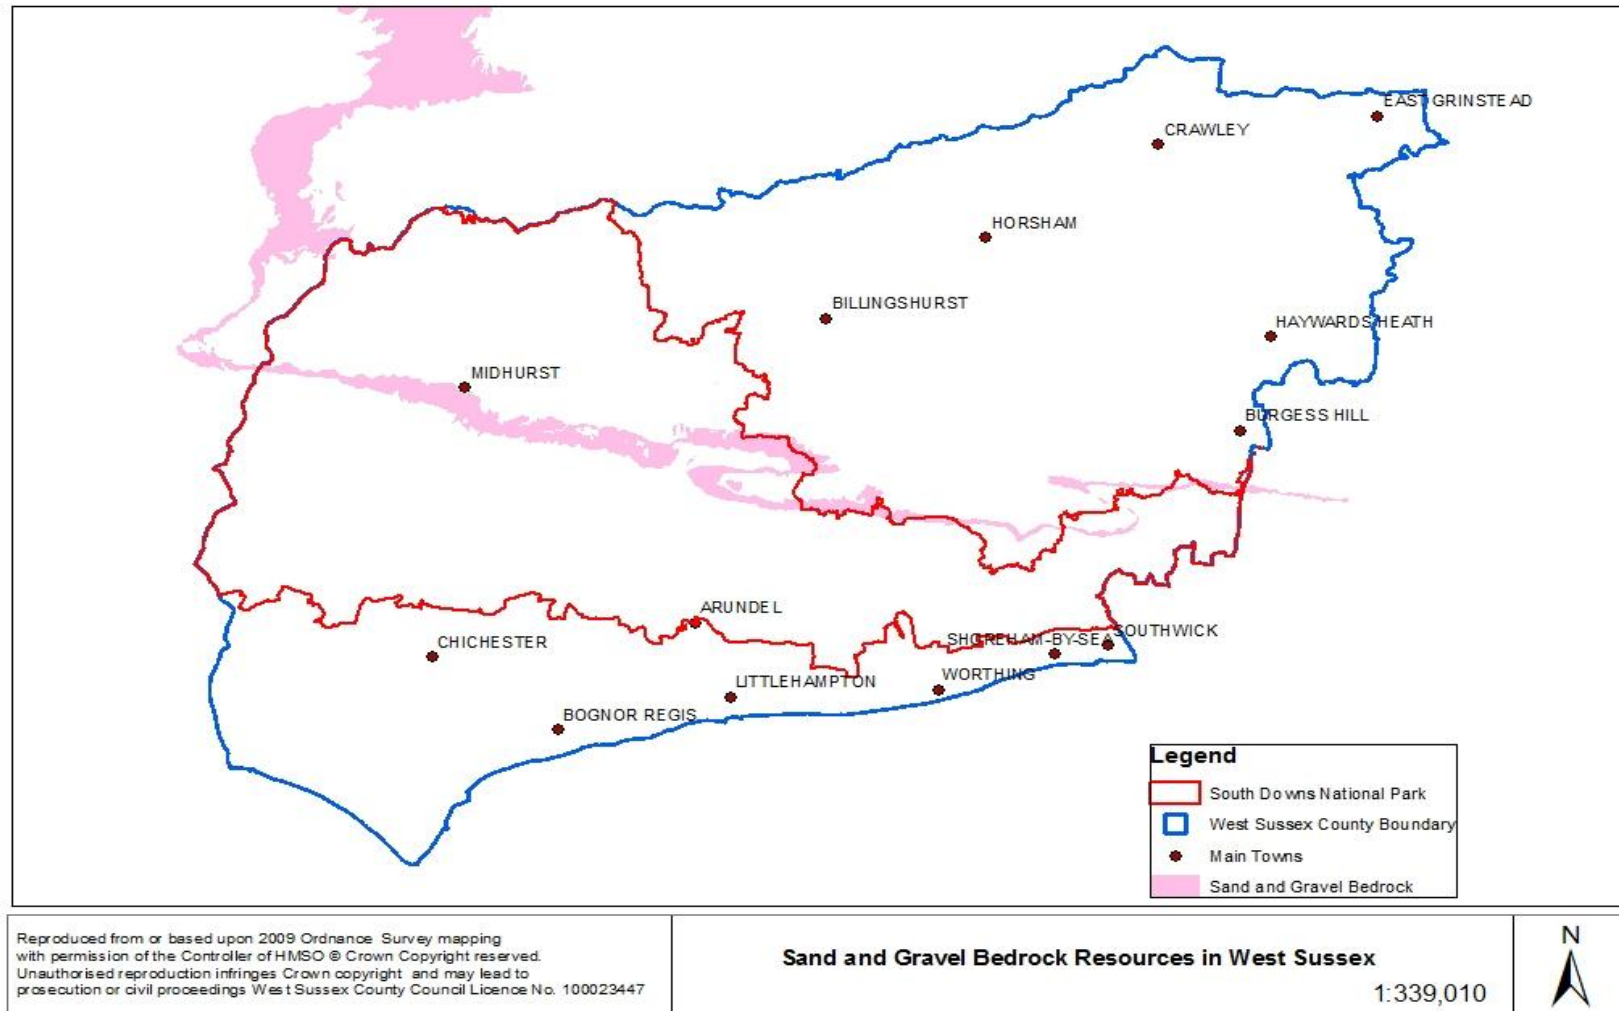 EAST GRINSTEAD
CRAWLEY
HORSHAM
BILLINGSHURST
HAYWARDS HEATH
MIDHURST
BURGESS HILL
ARUNDEL
CHICHESTER
SHOREHAM-BY-SEA
SOUTHWICK
LITTLEHAMPTON
WORTHING
BOGNOR REGIS
Legend
South Downs National Park
West Sussex County Boundary
Main Towns
Sand and Gravel Bedrock
Reproduced from or based upon 2009 Ordnance Survey mapping
with permission of the Controller of HMSO © Crown Copyright reserved.
Unauthorised reproduction infringes Crown copyright and may lead to
prosecution or civil proceedings West Sussex County Council Licence No. 100023447
Sand and Gravel Bedrock Resources in West Sussex
1:339,010
N